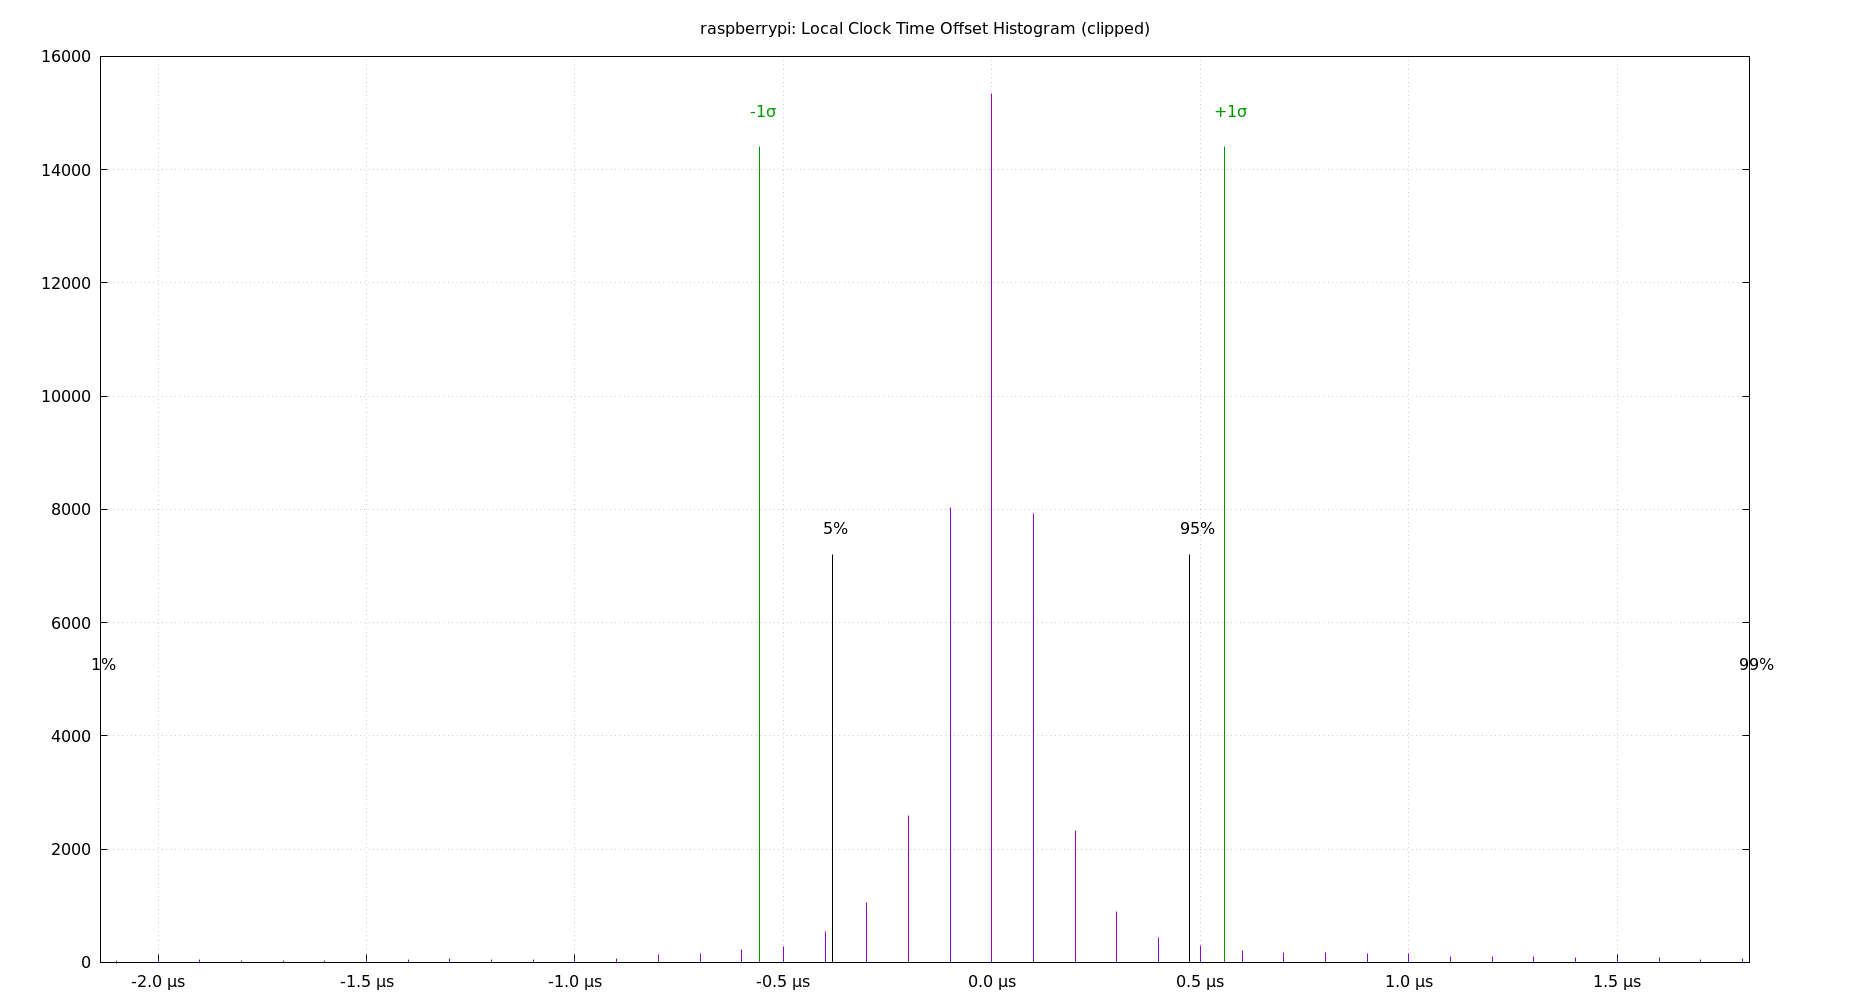 raspberrypi: Local Clock Time Offset Histogram (clipped)
16000
-1σ
+1σ
14000
12000
10000
8000
5%
95%
6000
1%
99%
4000
2000
0
-2.0 µs
-1.5 µs
-1.0 µs
-0.5 µs
0.0 µs
0.5 µs
1.0 µs
1.5 µs